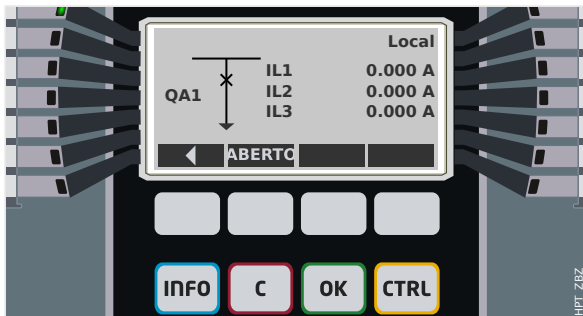 Local
IL1 0.000 A
QA1 IL2 0.000 A
IL3 0.000 A
ABERTO
INFO C OK CTRL
HPT_ZBZ